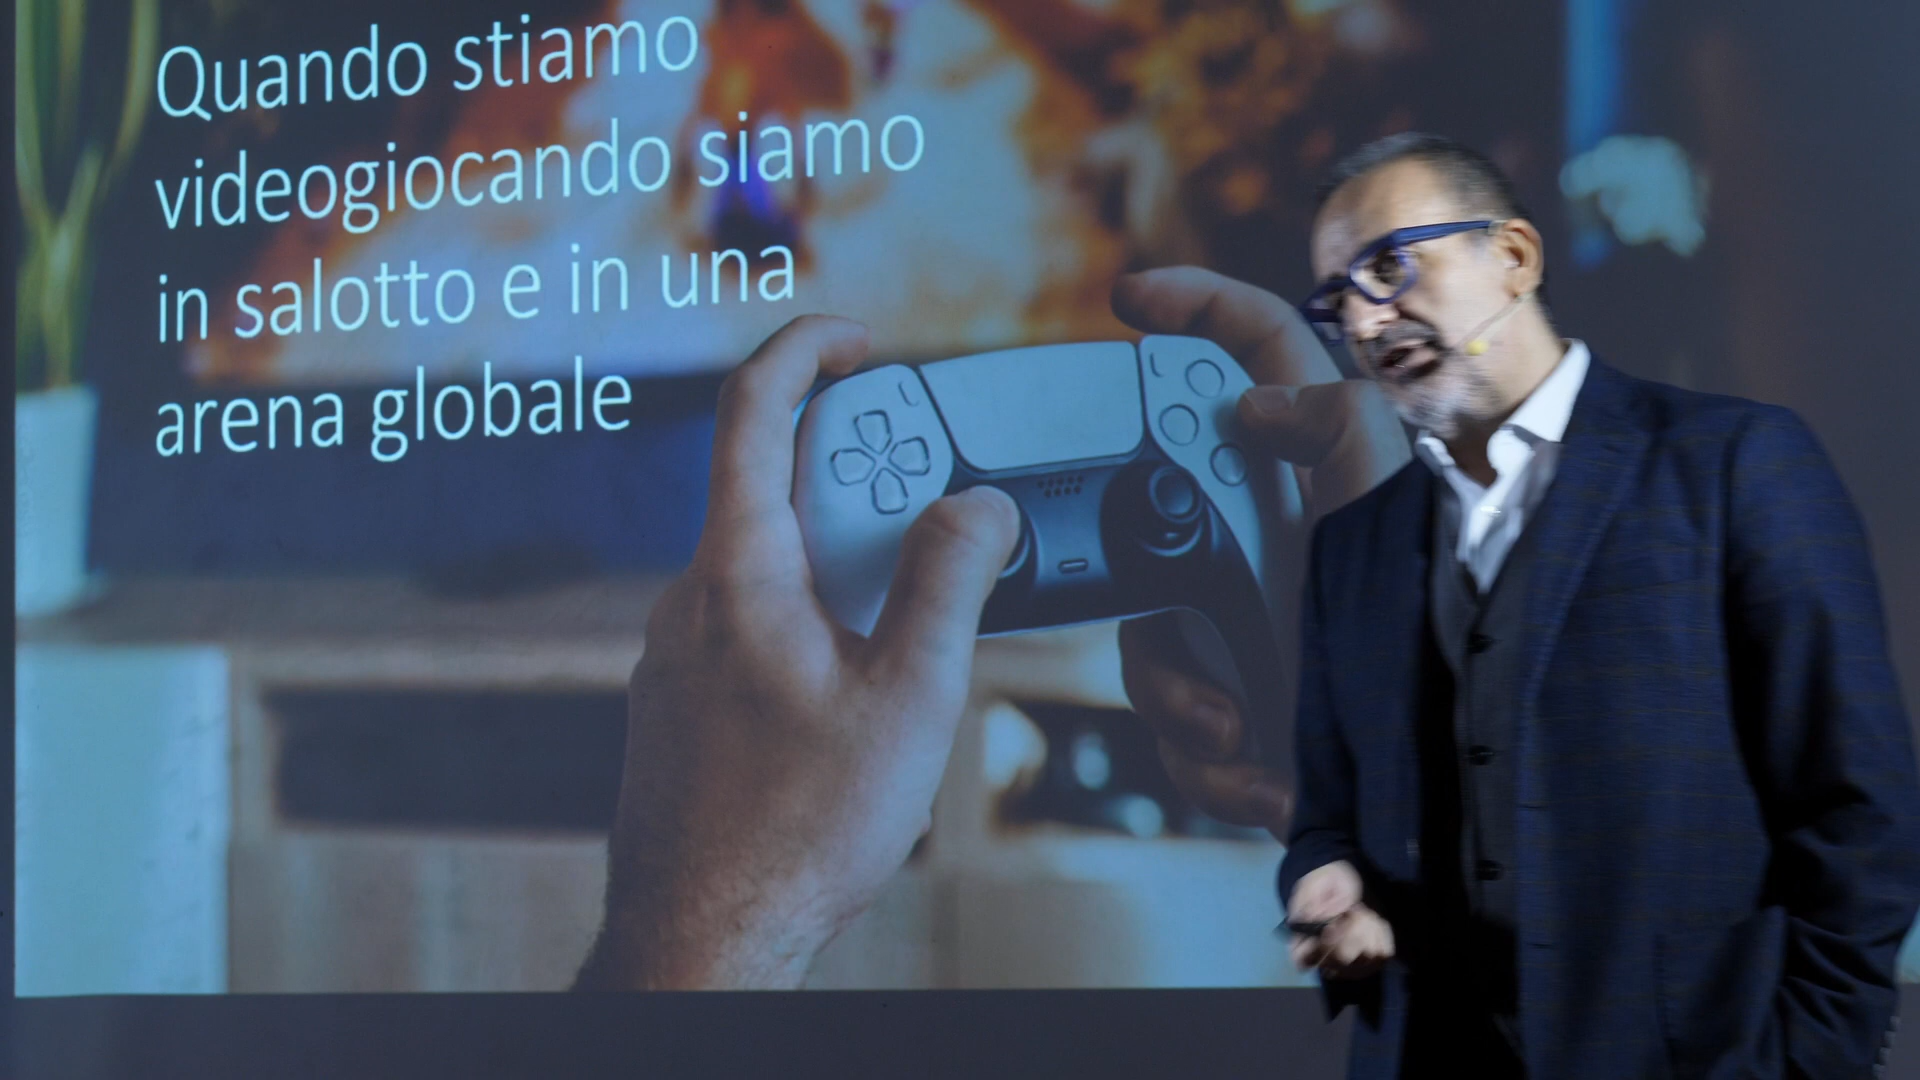 Quando stiamo
videogiocando siamo
in salotto e in una
arena globale